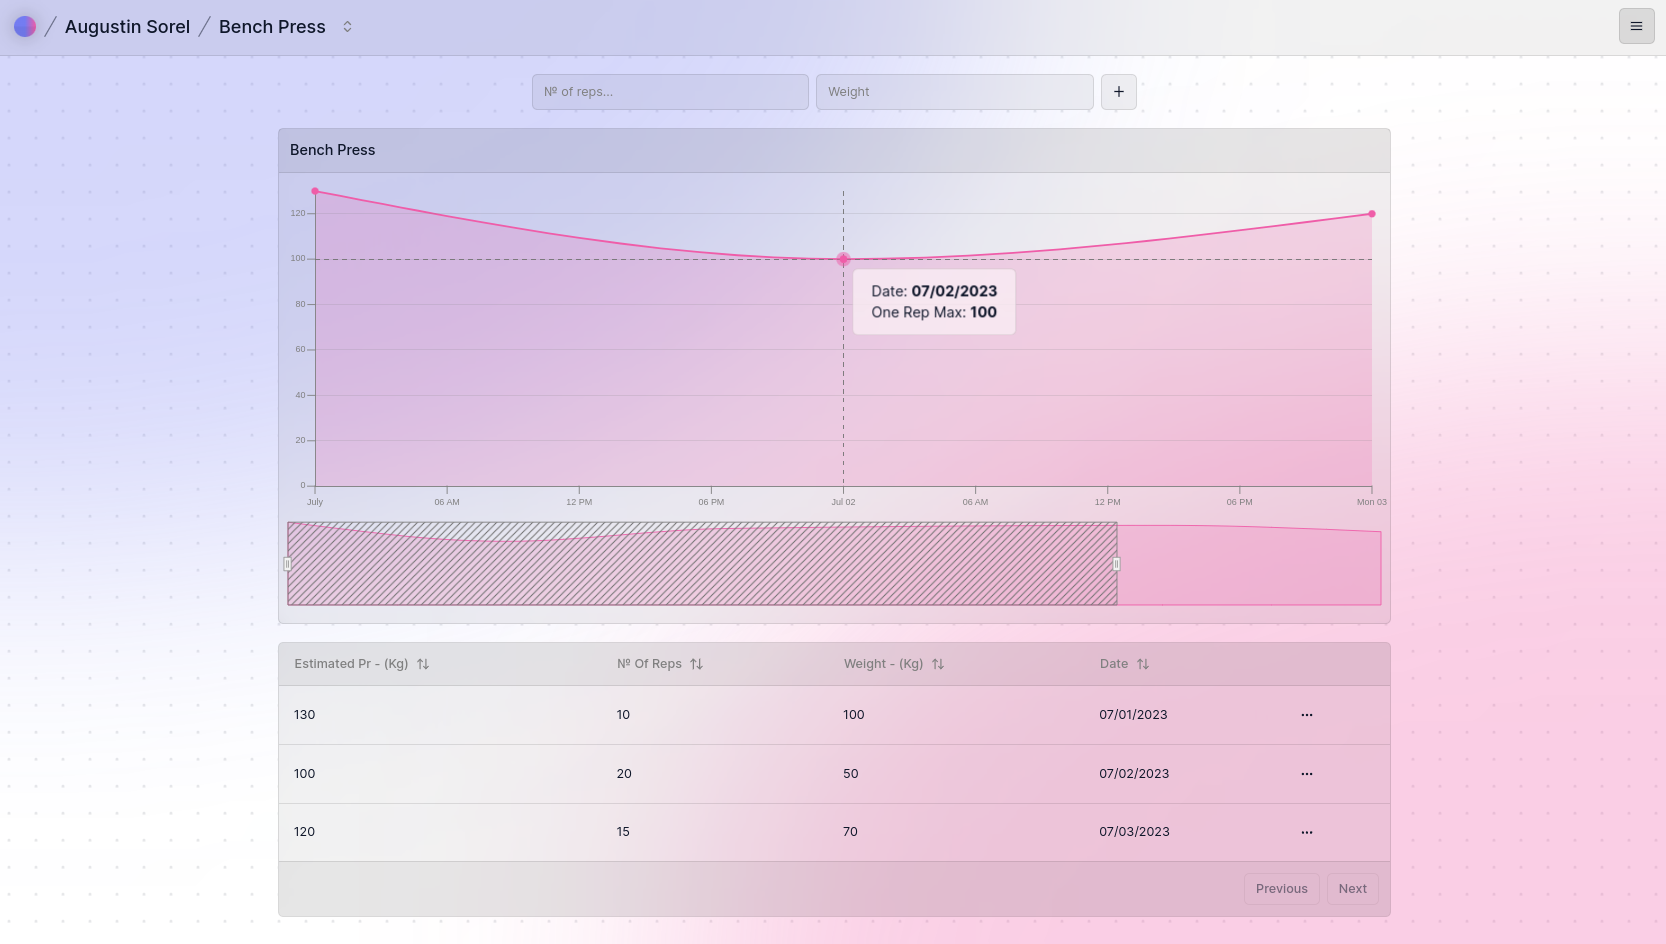 Augustin Sorel / Bench Press
№ of reps...
Weight
+
Bench Press
120
100
80
60
40
20
0
Date: 07/02/2023
One Rep Max: 100
July 06 AM 12 PM 06 PM Jul 02 06 AM 12 PM 06 PM Mon 03
Estimated Pr - (Kg) № Of Reps Weight - (Kg) Date
130 10 100 07/01/2023 ...
100 20 50 07/02/2023 ...
120 15 70 07/03/2023 ...
Previous Next